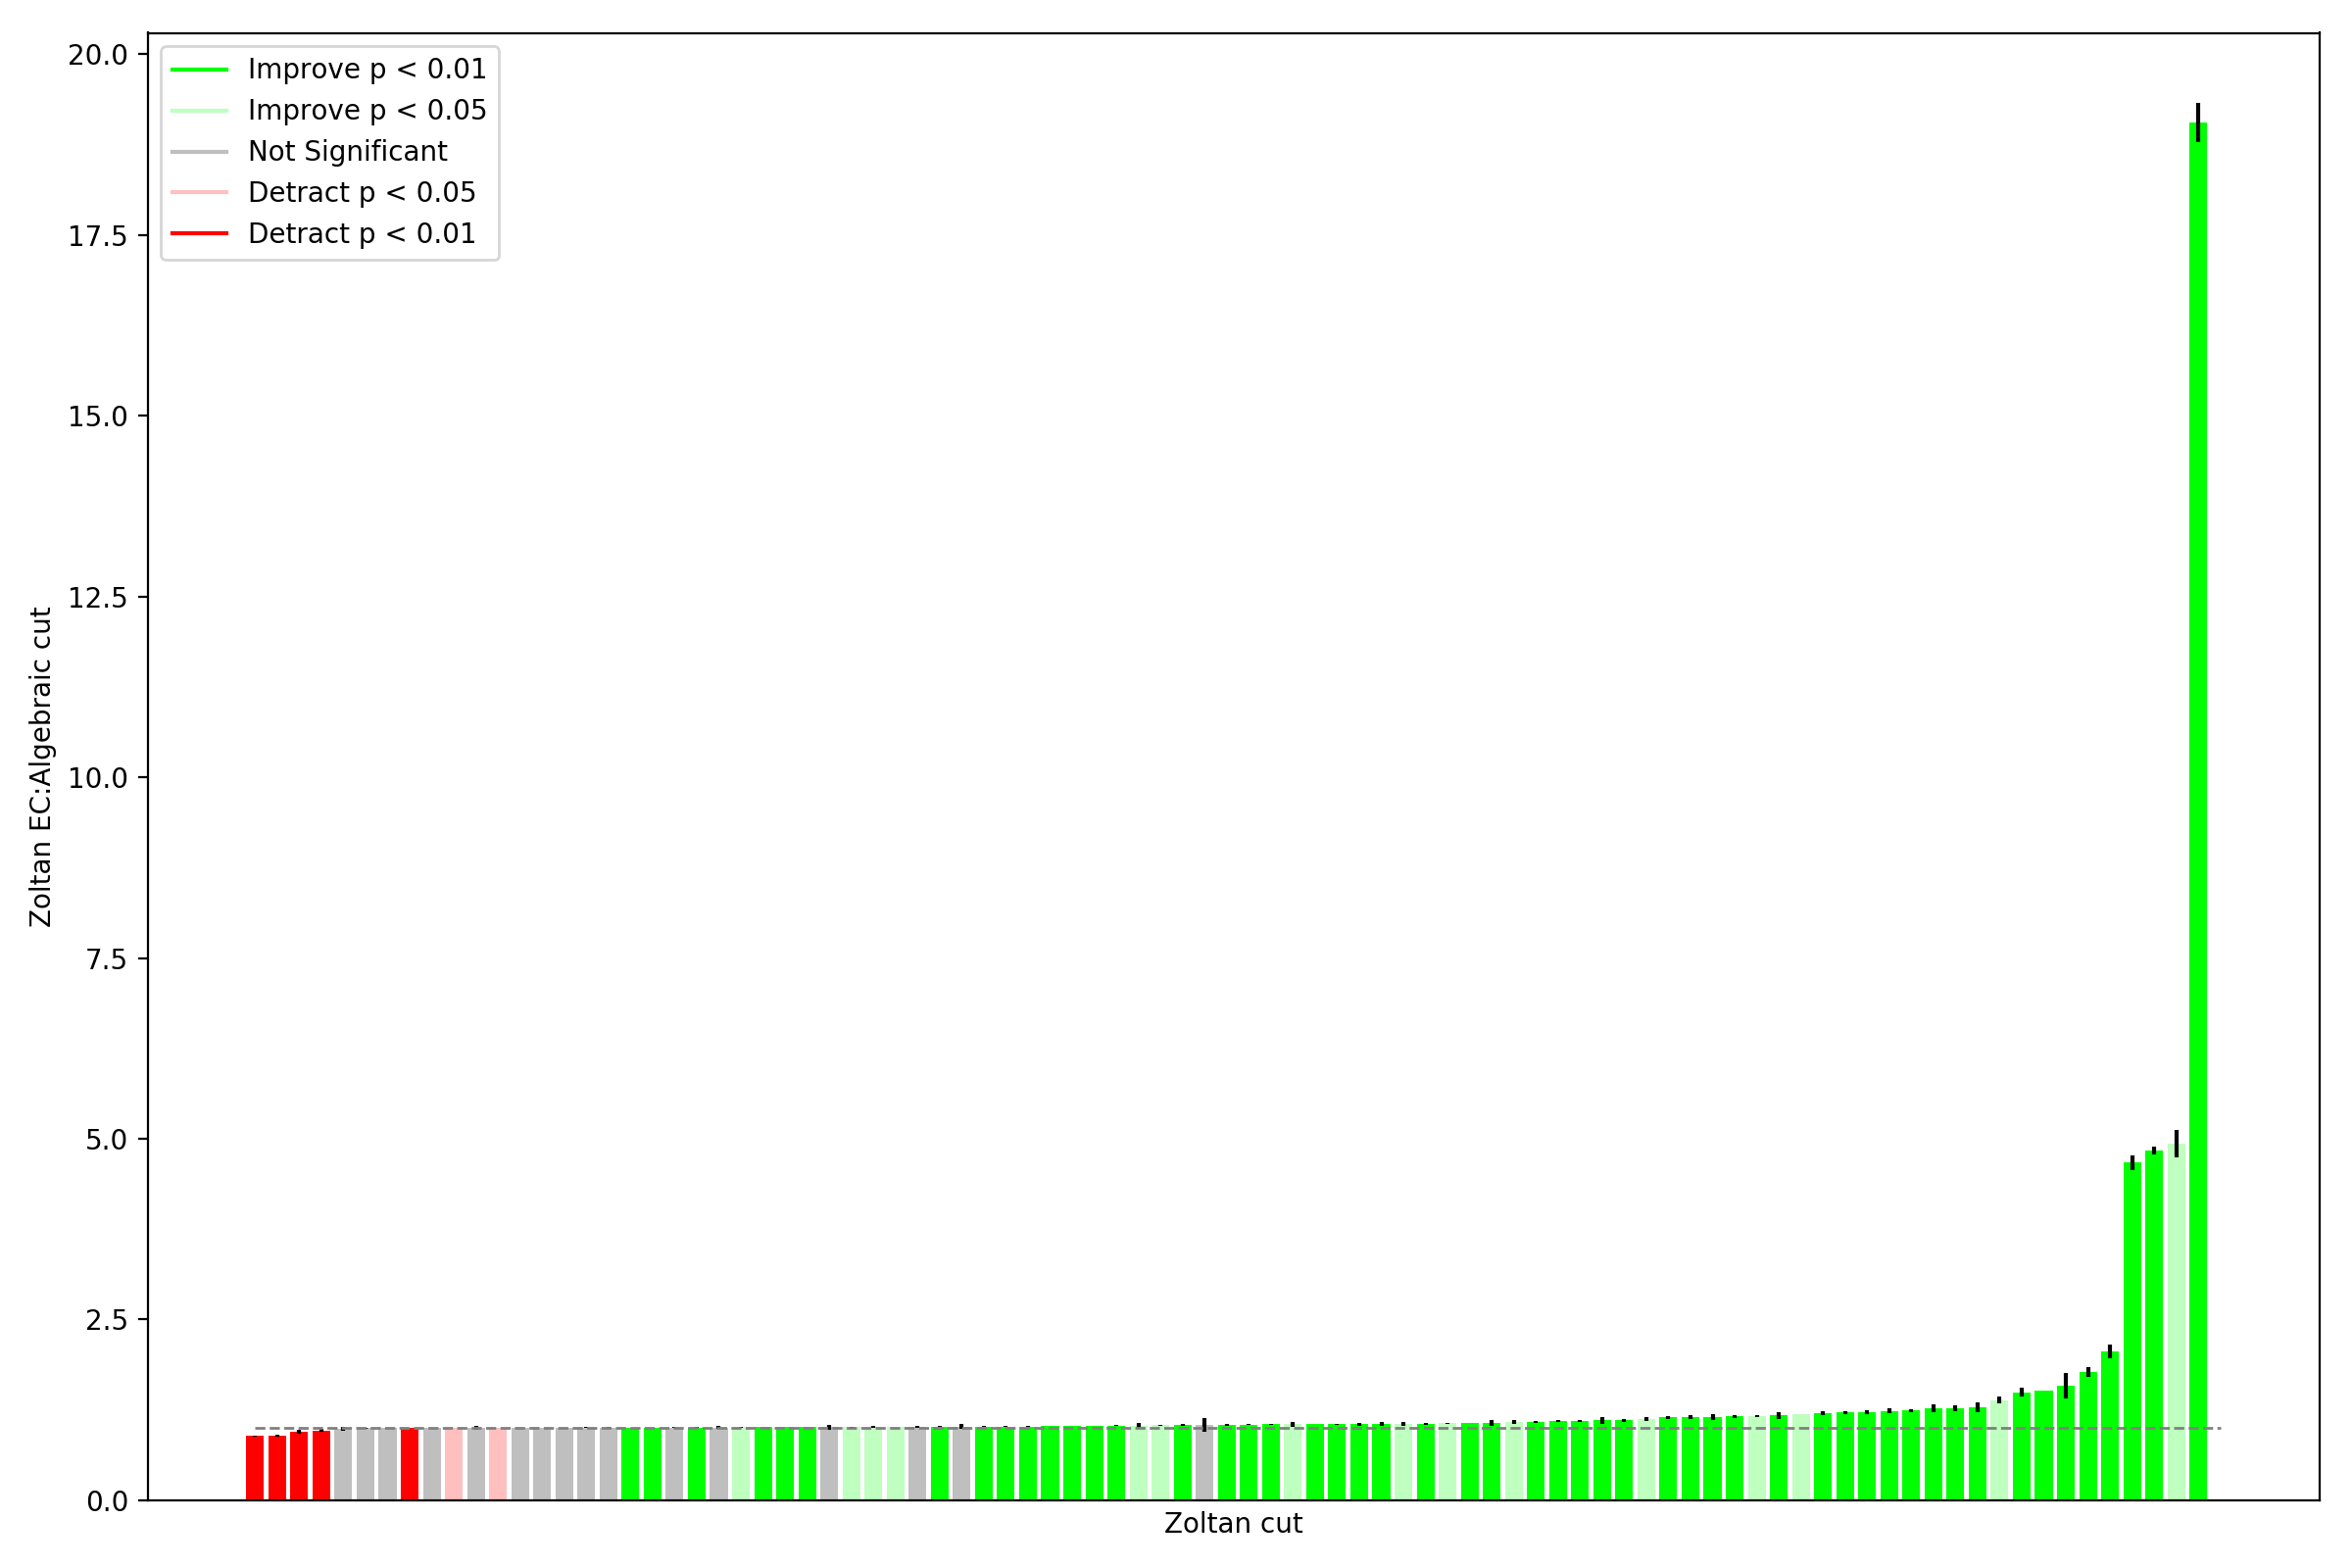 20.0
17.5
15.0
12.5
10.0
7.5
5.0
2.5
0.0
Zoltan EC:Algebraic cut
Improve p < 0.01
Improve p < 0.05
Not Significant
Detract p < 0.05
Detract p < 0.01
Zoltan cut